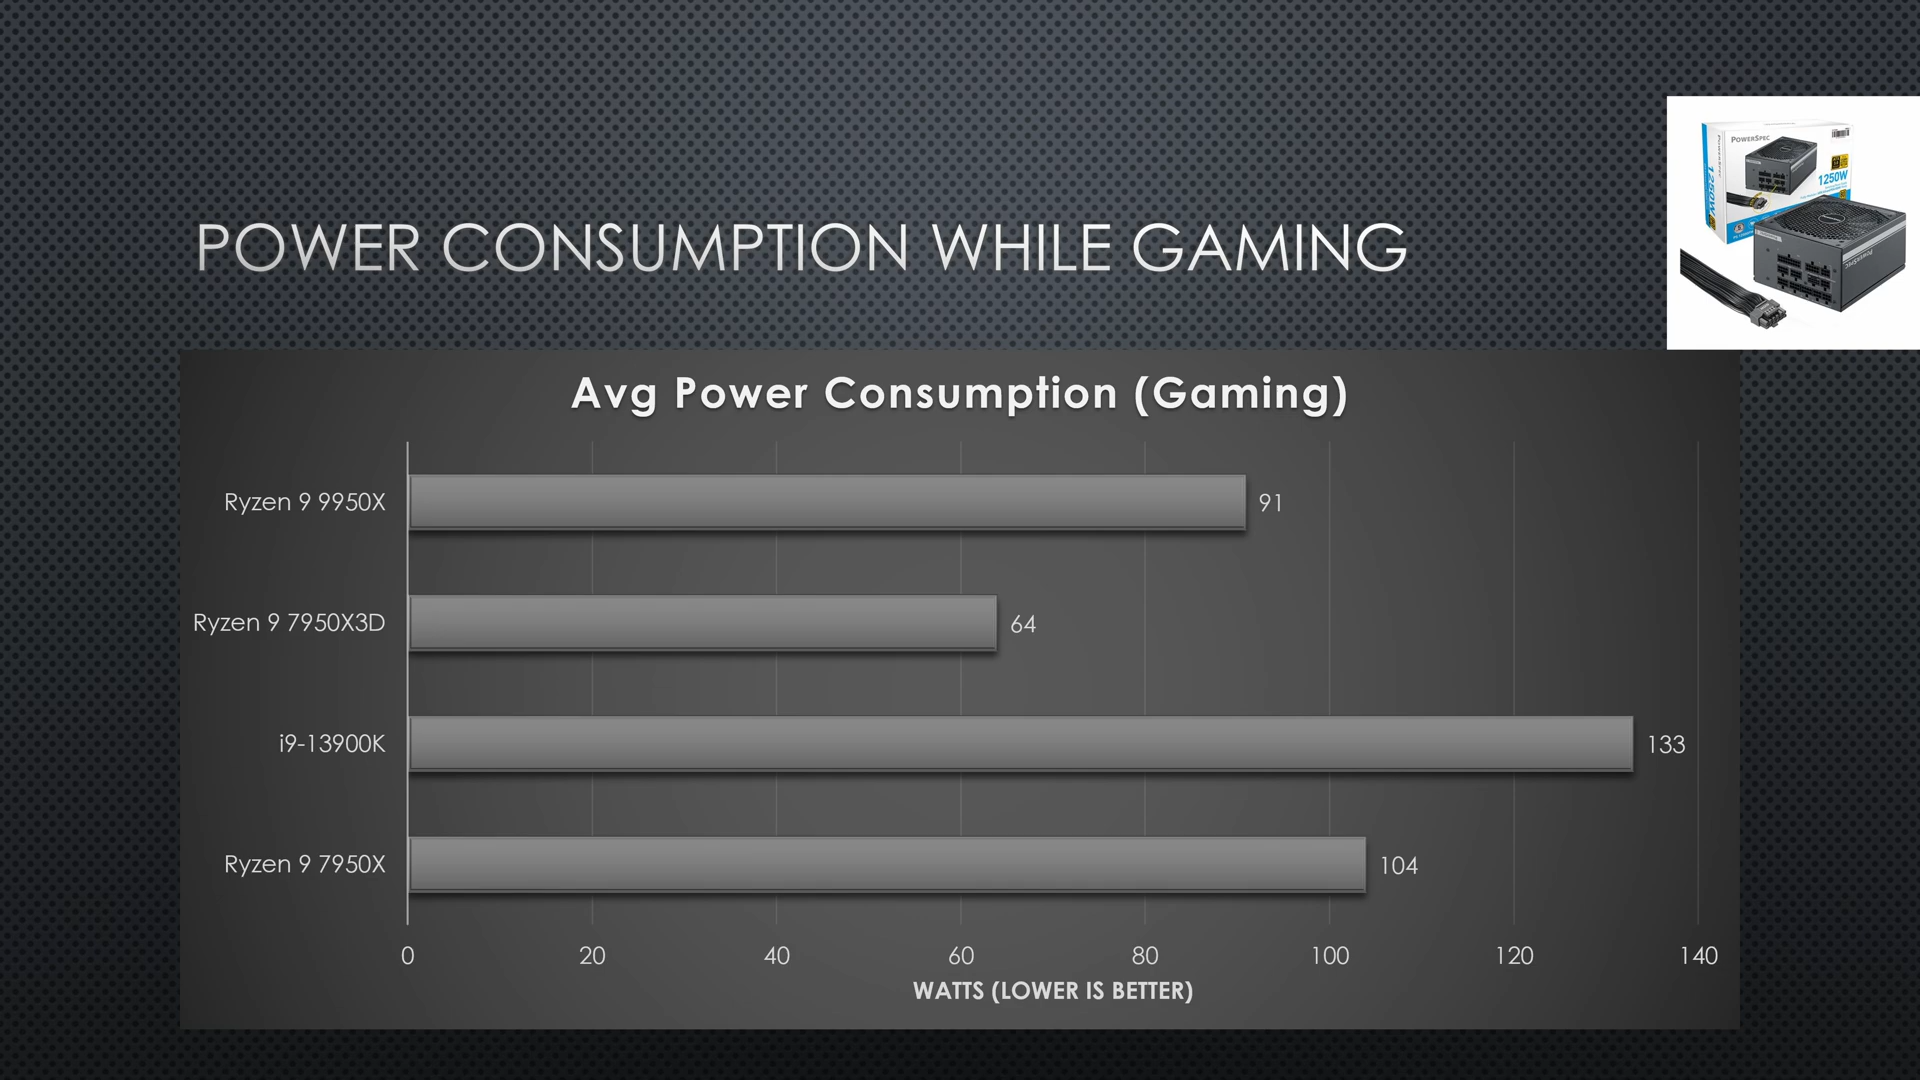 POWERSPEC
1250W
1250W
POWER CONSUMPTION WHILE GAMING
Avg Power Consumption (Gaming)
Ryzen 9 9950X 91
Ryzen 9 7950X3D 64
i9-13900K 133
Ryzen 9 7950X 104
0 20 40 60 80 100 120 140
WATTS (LOWER IS BETTER)